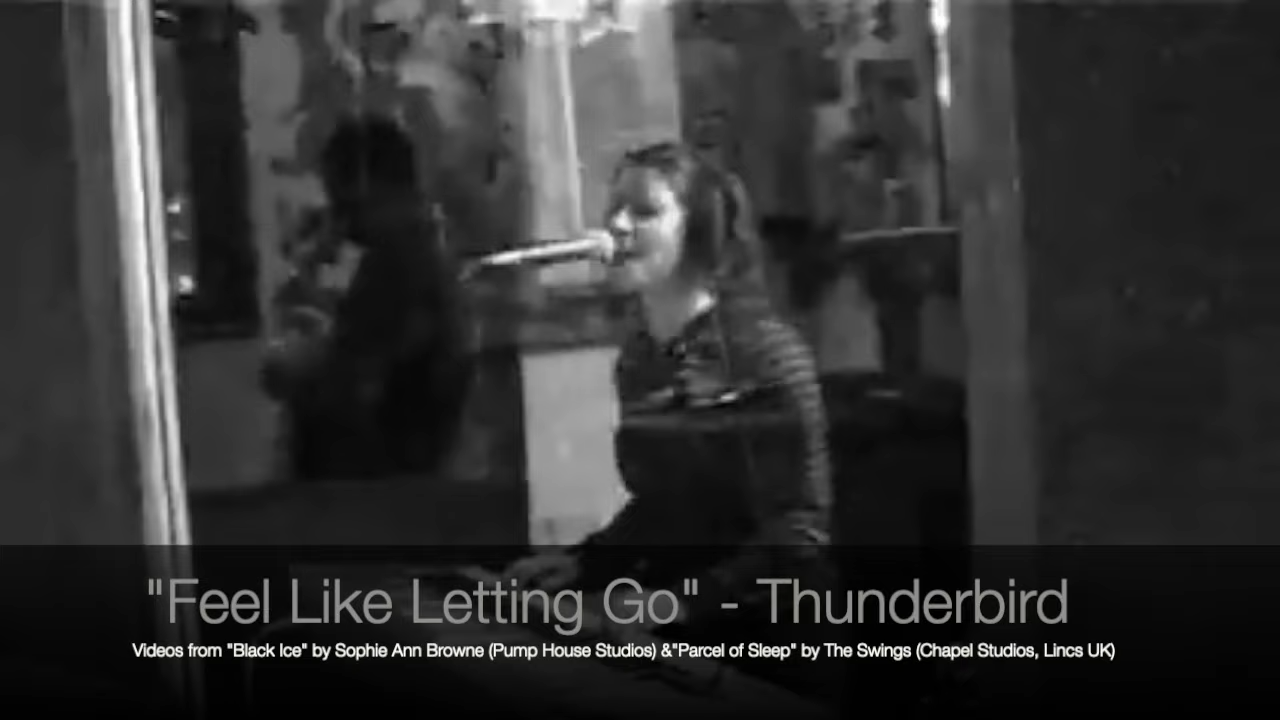 "Feel Like Letting Go" - Thunderbird
Videos from "Black Ice" by Sophie Ann Browne (Pump House Studios) &"Parcel of Sleep" by The Swings (Chapel Studios, Lincs UK)